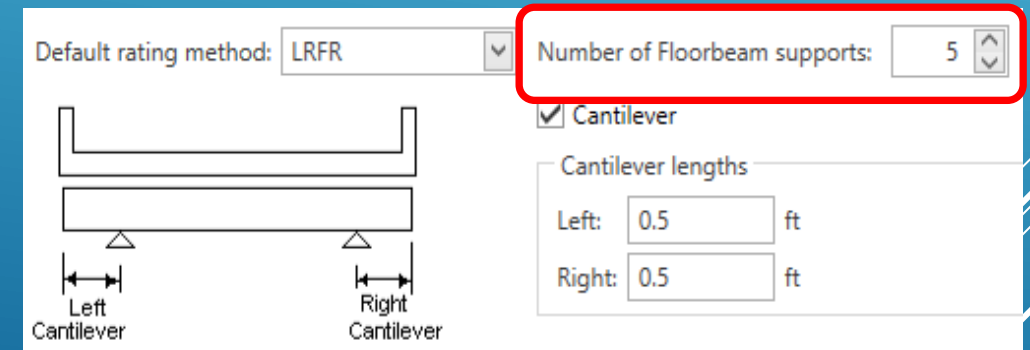 Default rating method: LRFR
Number of Floorbeam supports: 5
Cantilever
Cantilever lengths
Left: 0.5 ft
Right: 0.5 ft
Left
Cantilever
Right
Cantilever